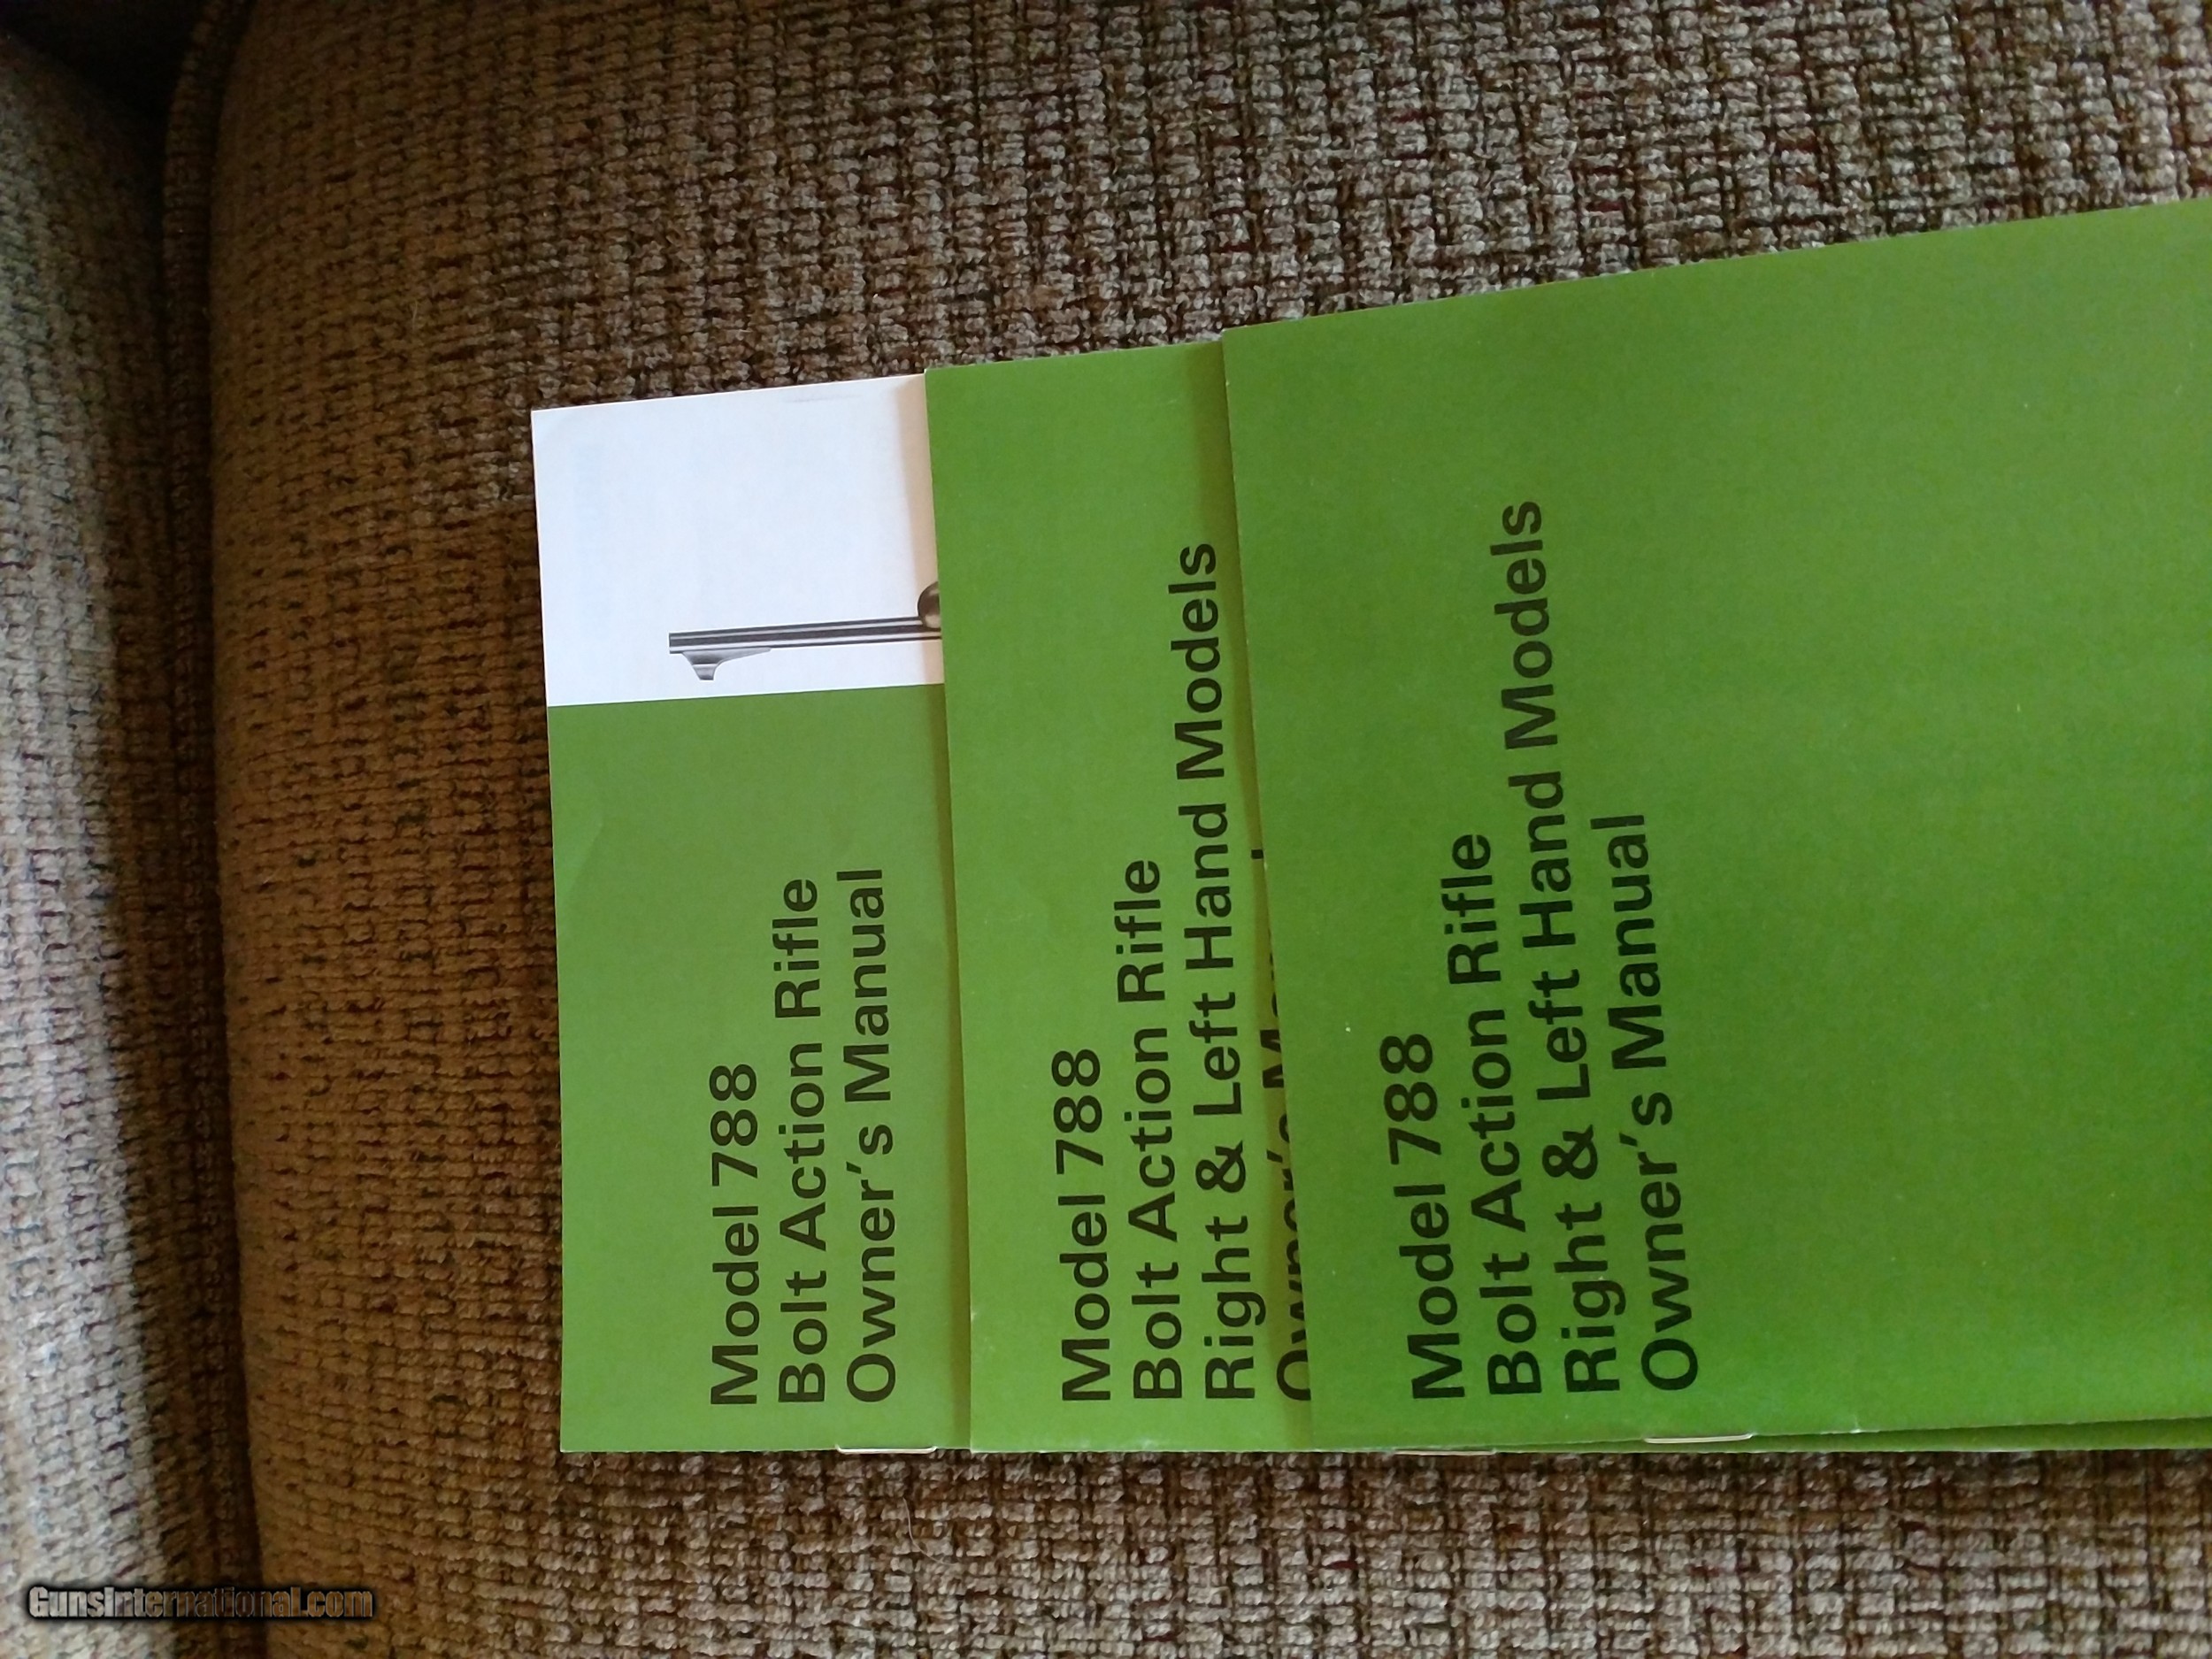 Model 788
Bolt Action Rifle
Owner's Manual
Model 788
Bolt Action Rifle
Right & Left Hand Models
Owner's
Model 788
Bolt Action Rifle
Right & Left Hand Models
Owner's Manual
GunsInternational.com